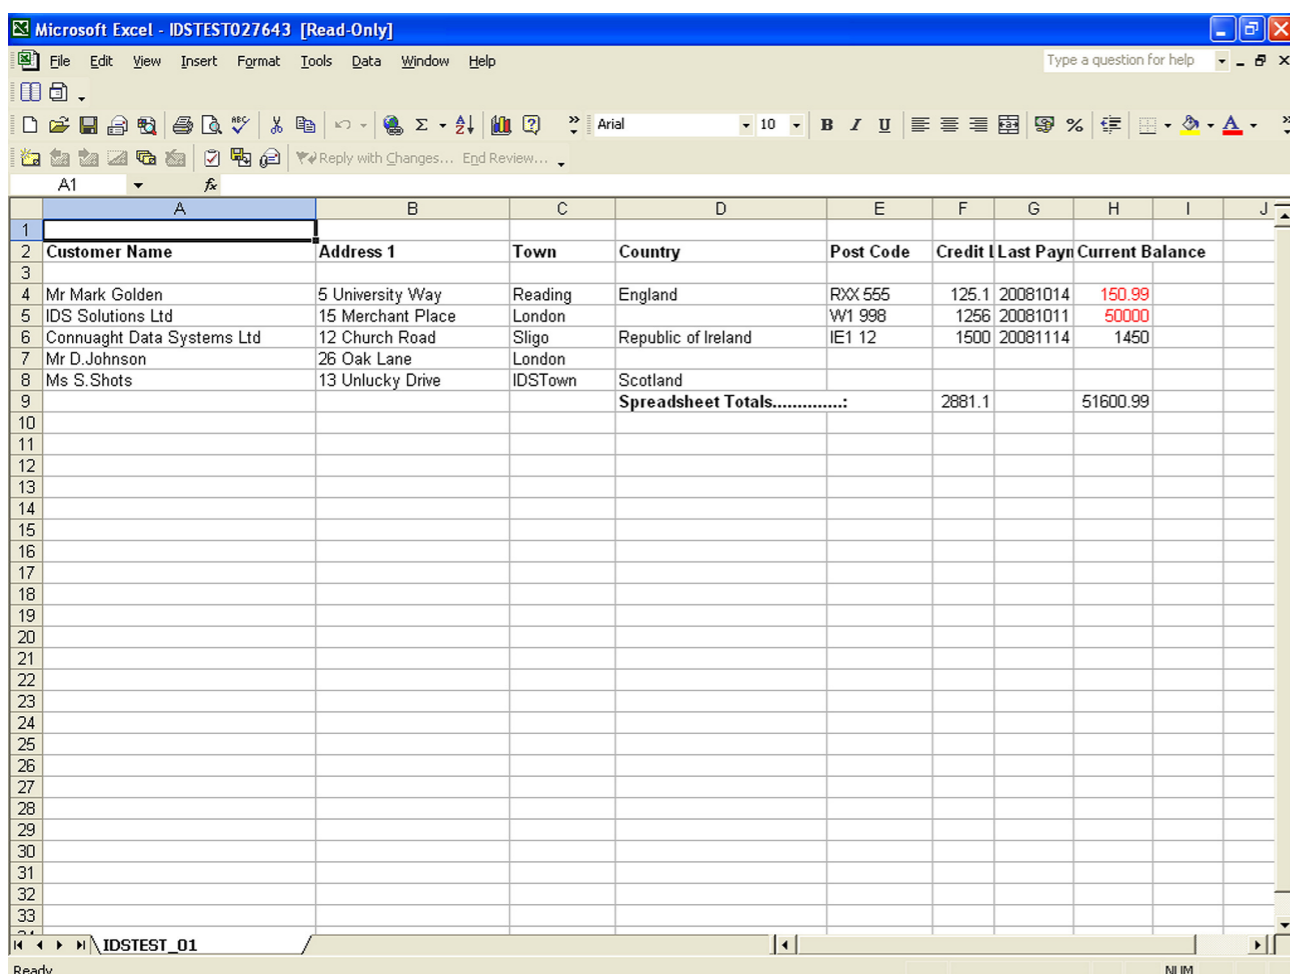 Microsoft Excel - IDSTEST027643 [Read-Only]
File Edit View Insert Format Tools Data Window Help Type a question for help
Arial 10 B I U %
Reply with Changes... End Review...
A1 fx
A B C D E F G H I J
1
2 Customer Name Address 1 Town Country Post Code Credit L Last Paym Current Balance
3
4 Mr Mark Golden 5 University Way Reading England RXX 555 125.1 20081014 150.99
5 IDS Solutions Ltd 15 Merchant Place London W1 998 1256 20081011 50000
6 Connuaght Data Systems Ltd 12 Church Road Sligo Republic of Ireland IE1 12 1500 20081114 1450
7 Mr D.Johnson 26 Oak Lane London
8 Ms S.Shots 13 Unlucky Drive IDSTown Scotland
9 Spreadsheet Totals..............: 2881.1 51600.99
10
11
12
13
14
15
16
17
18
19
20
21
22
23
24
25
26
27
28
29
30
31
32
33
IDSTEST_01
Ready NUM